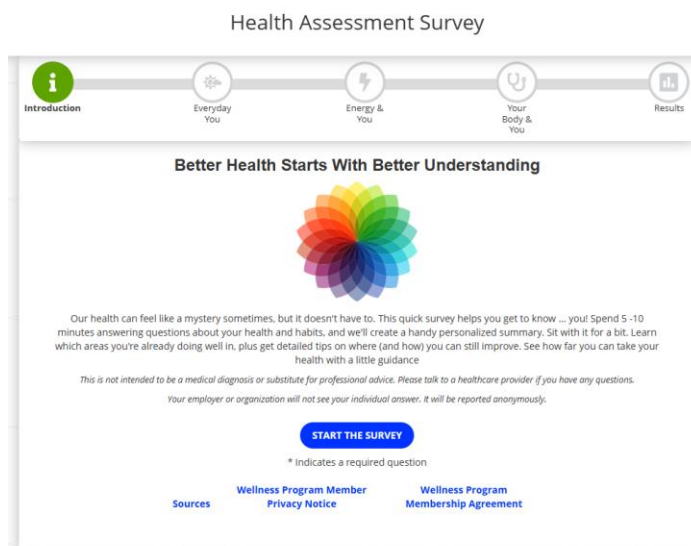 Health Assessment Survey
Introduction
Everyday
You
Energy &
You
Your
Body &
You
Results
Better Health Starts With Better Understanding
Our health can feel like a mystery sometimes, but it doesn't have to. This quick survey helps you get to know ... you! Spend 5 -10
minutes answering questions about your health and habits, and we'll create a handy personalized summary. Sit with it for a bit. Learn
which areas you're already doing well in, plus get detailed tips on where (and how) you can still improve. See how far you can take your
health with a little guidance
This is not intended to be a medical diagnosis or substitute for professional advice. Please talk to a healthcare provider if you have any questions.
Your employer or organization will not see your individual answer. It will be reported anonymously.
START THE SURVEY
* Indicates a required question
Sources
Wellness Program Member
Privacy Notice
Wellness Program
Membership Agreement